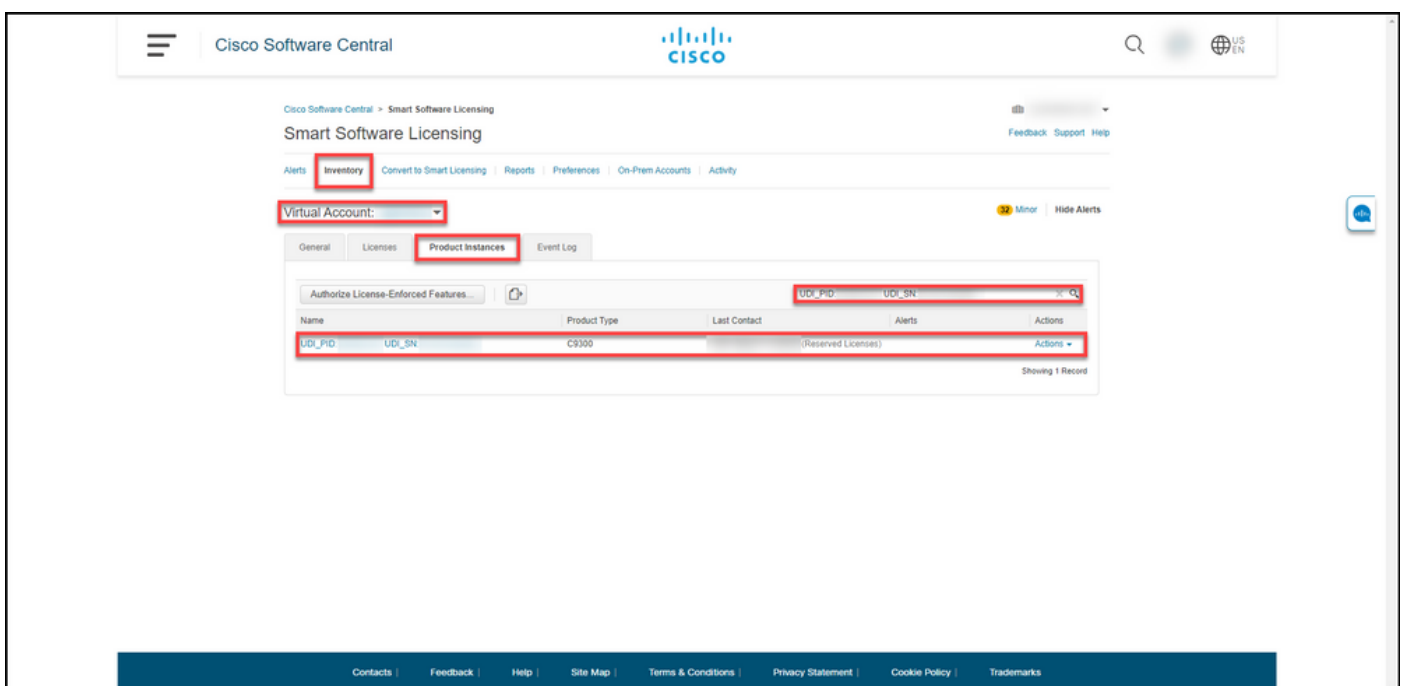 Cisco Software Central
CISCO
US
EN
Cisco Software Central > Smart Software Licensing
Smart Software Licensing
Feedback Support Help
Alerts Inventory Convert to Smart Licensing | Reports | Preferences | On-Prem Accounts | Activity
Virtual Account:
32 Minor | Hide Alerts
General Licenses Product Instances Event Log
Authorize License-Enforced Features...
UDI_PID UDI_SN
Name Product Type Last Contact Alerts Actions
UDI_PID UDI_SN C9300 (Reserved Licenses) Actions
Showing 1 Record
Contacts | Feedback | Help | Site Map | Terms & Conditions | Privacy Statement | Cookie Policy | Trademarks